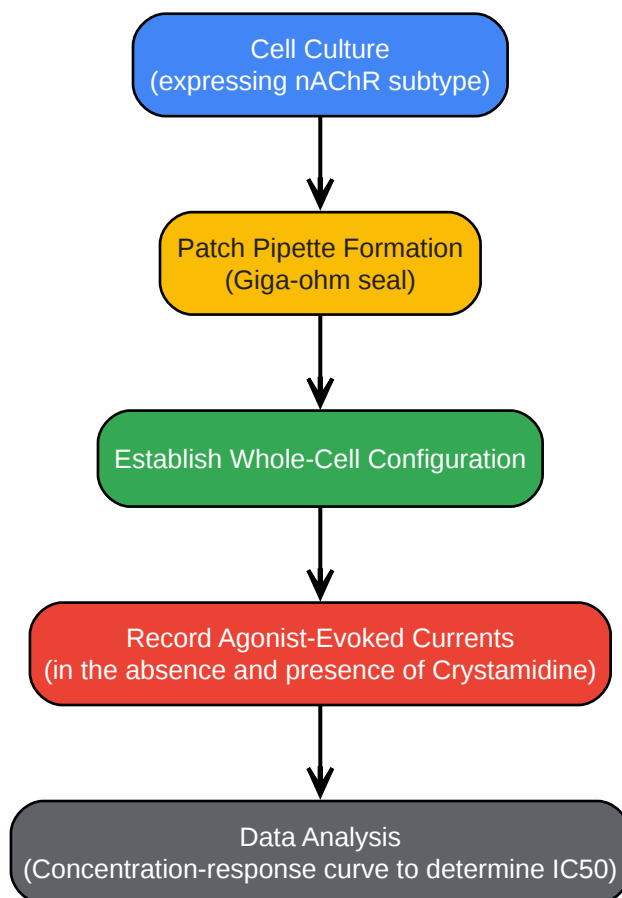 Cell Culture
(expressing nAChR subtype)
Patch Pipette Formation
(Giga-ohm seal)
Establish Whole-Cell Configuration
Record Agonist-Evoked Currents
(in the absence and presence of Crystamidine)
Data Analysis
(Concentration-response curve to determine IC50)